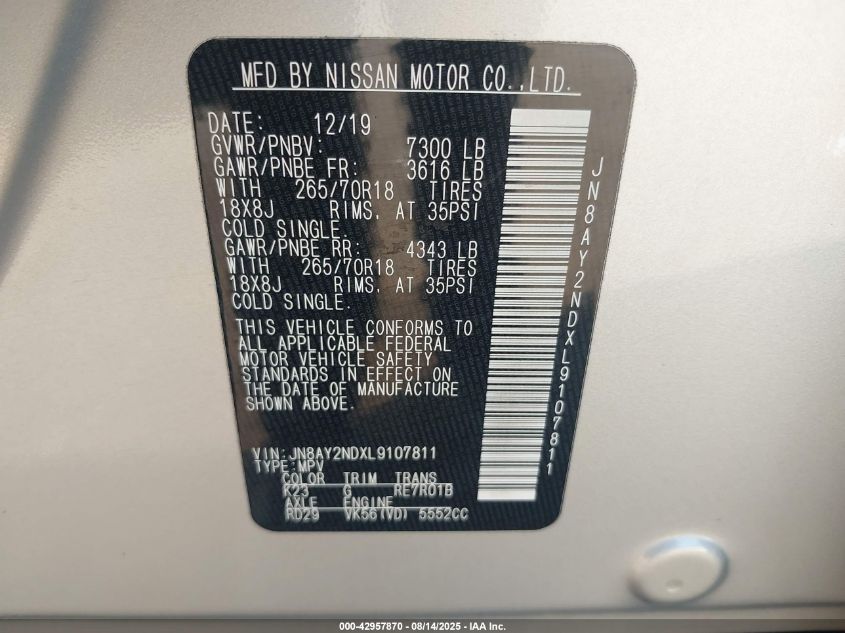 MFD BY NISSAN MOTOR CO.,LTD.
DATE: 12/19
GVWR/PNBV: 7300 LB
GAWR/PNBE FR: 3616 LB
WITH 265/70R18 TIRES
18X8J RIMS, AT 35PSI
COLD SINGLE.
GAWR/PNBE RR: 4343 LB
WITH 265/70R18 TIRES
18X8J RIMS, AT 35PSI
COLD SINGLE.
THIS VEHICLE CONFORMS TO
ALL APPLICABLE FEDERAL
MOTOR VEHICLE SAFETY
STANDARDS IN EFFECT ON
THE DATE OF MANUFACTURE
SHOWN ABOVE.
VIN:JN8AY2NDXL9107811
TYPE:MPV
COLOR TRIM TRANS
K23 G RE7R01B
AXLE ENGINE
RD29 VK56(VD) 5552CC
JN8AY2NDXL9107811
000-42957870 - 08/14/2025 - IAA Inc.